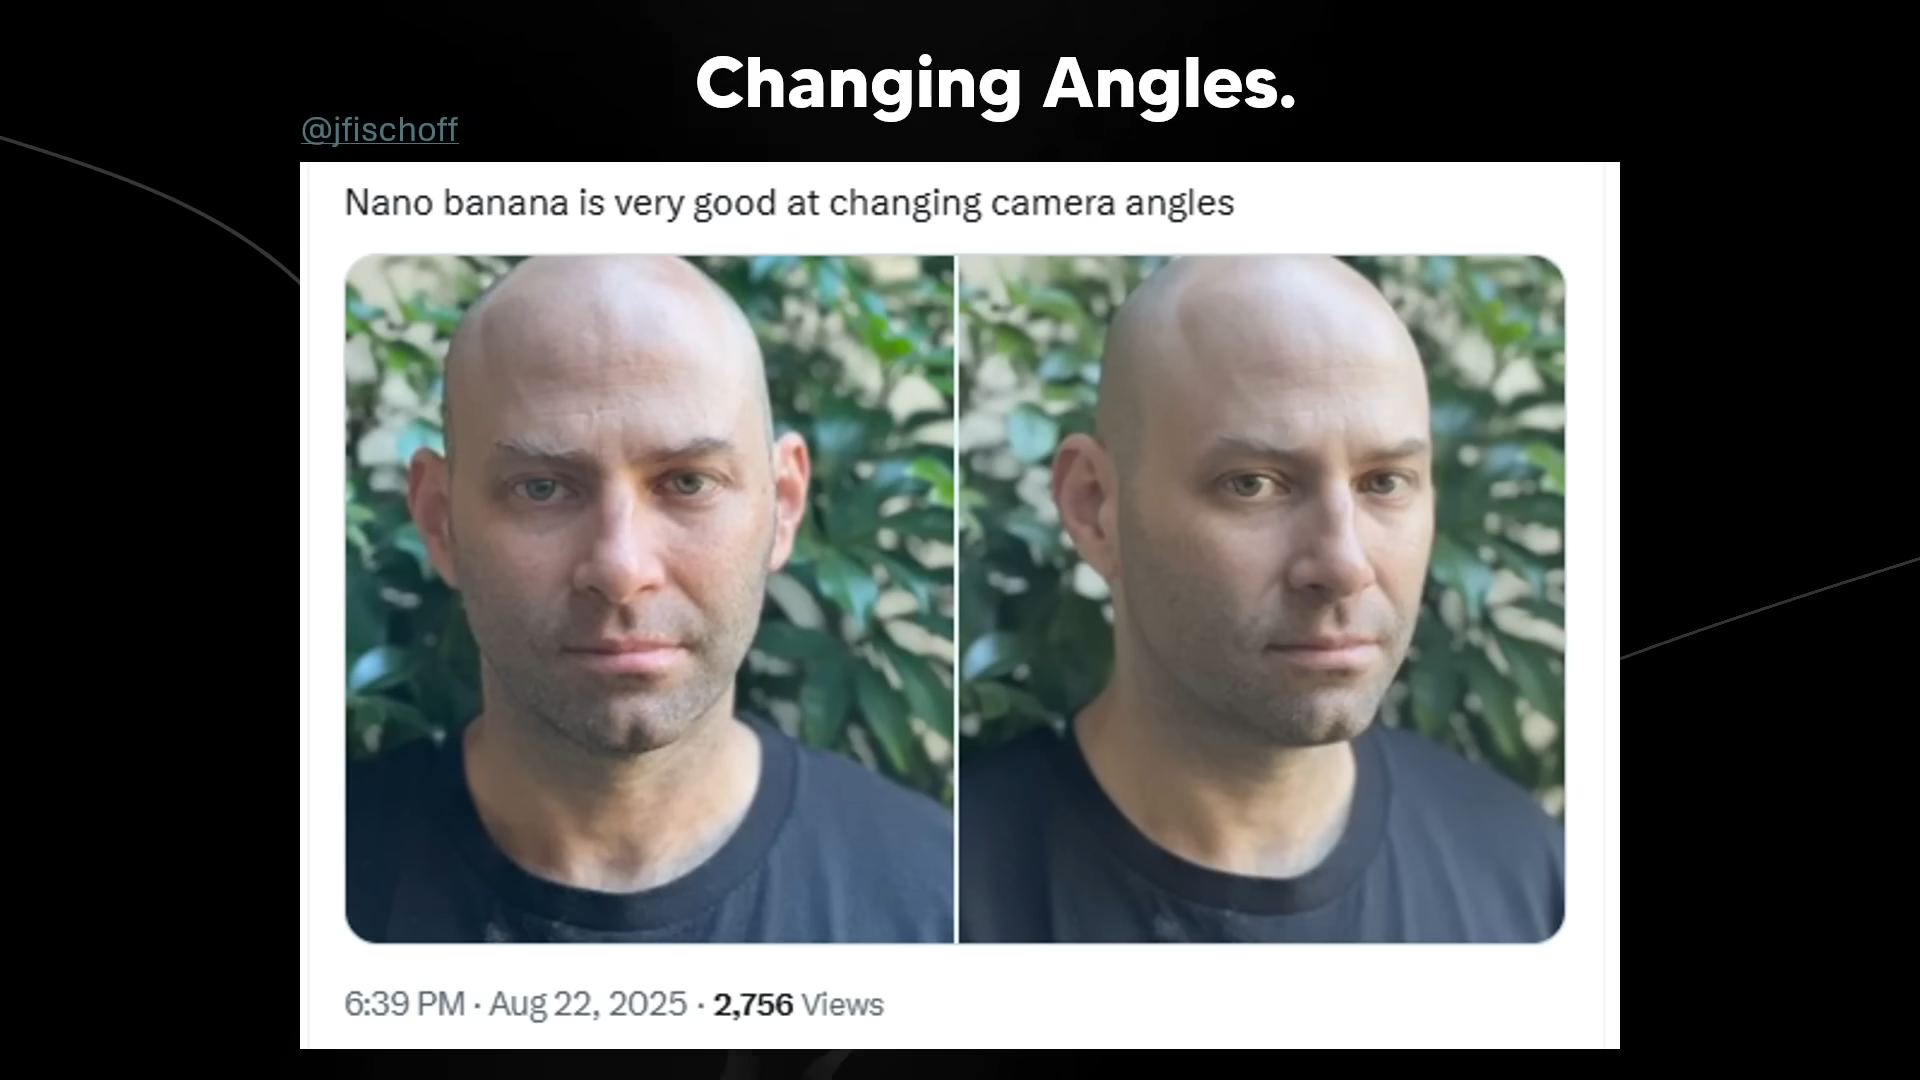 Changing Angles.
@jfischoff
Nano banana is very good at changing camera angles
6:39 PM · Aug 22, 2025 · 2,756 Views